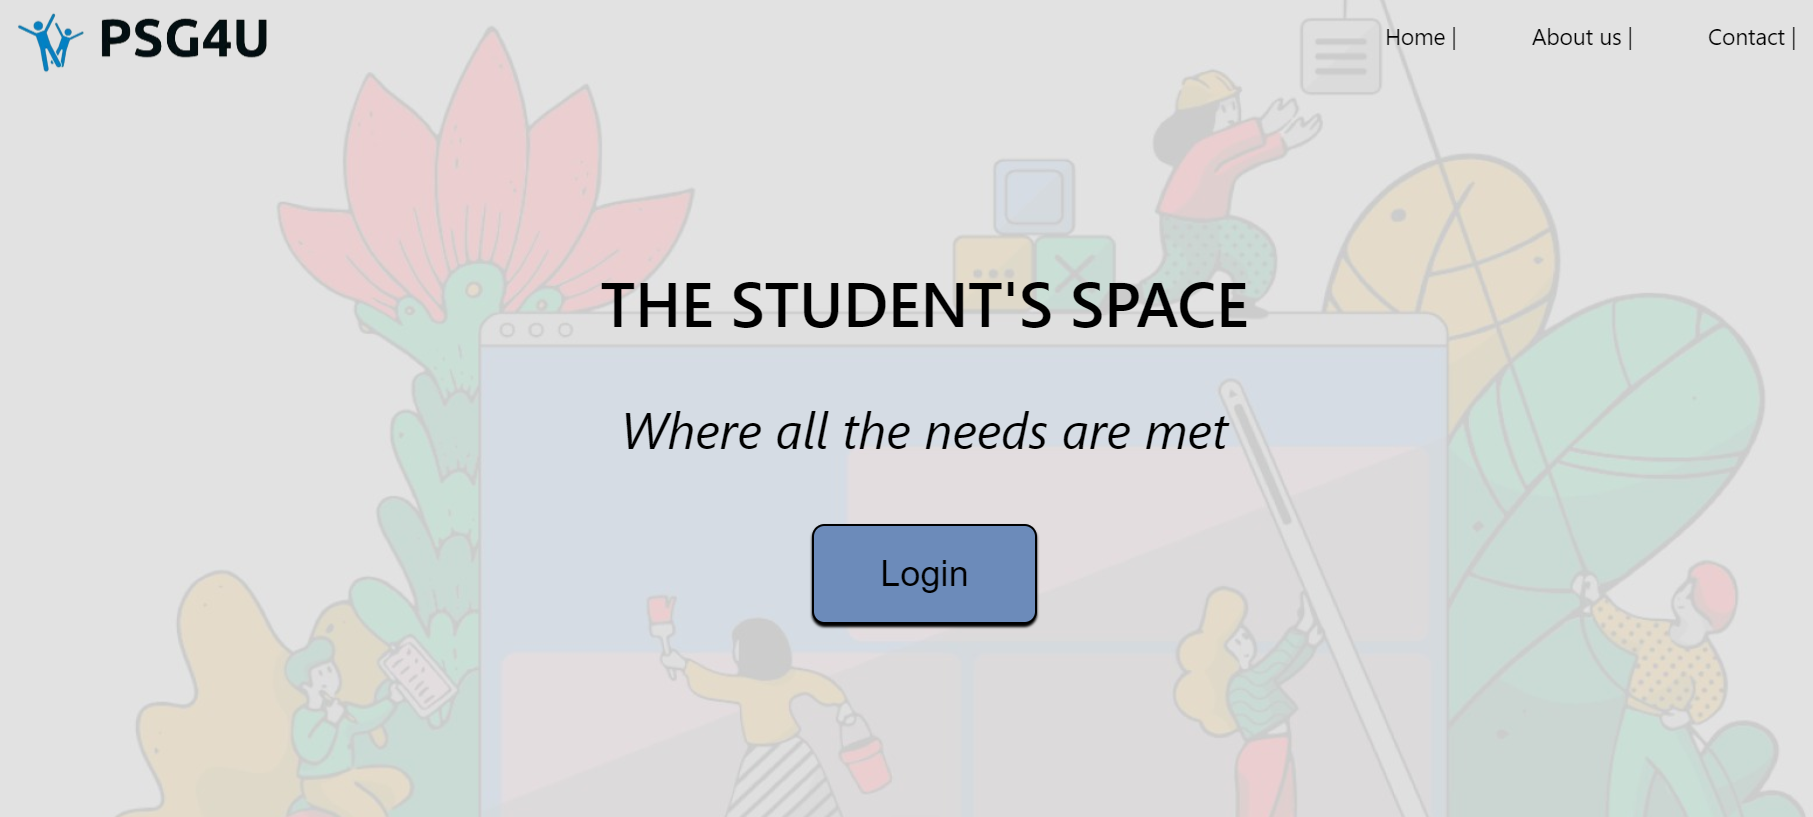 PSG4U
Home | About us | Contact |
THE STUDENT'S SPACE
Where all the needs are met
Login